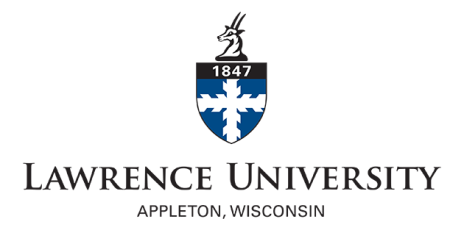 1847
LAWRENCE UNIVERSITY
APPLETON, WISCONSIN